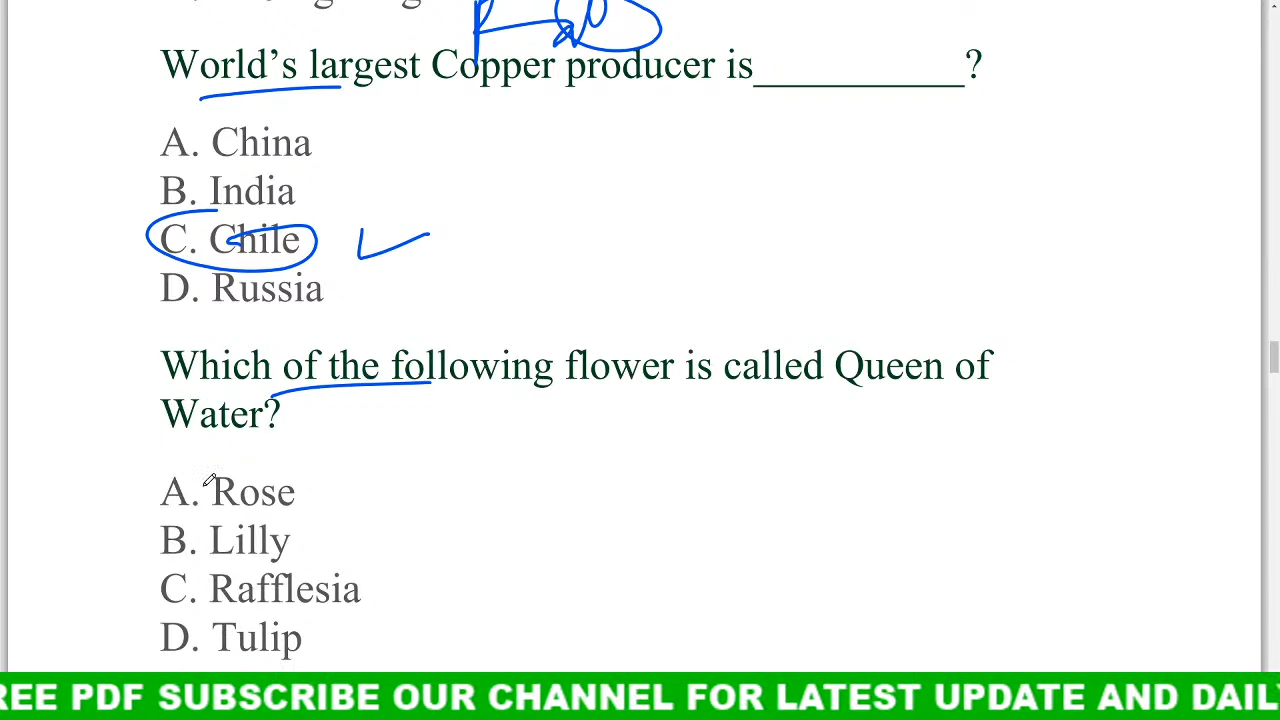 World's largest Copper producer is___________?
A. China
B. India
C. Chile
D. Russia
Which of the following flower is called Queen of
Water?
A. Rose
B. Lilly
C. Rafflesia
D. Tulip
REE PDF SUBSCRIBE OUR CHANNEL FOR LATEST UPDATE AND DAIL